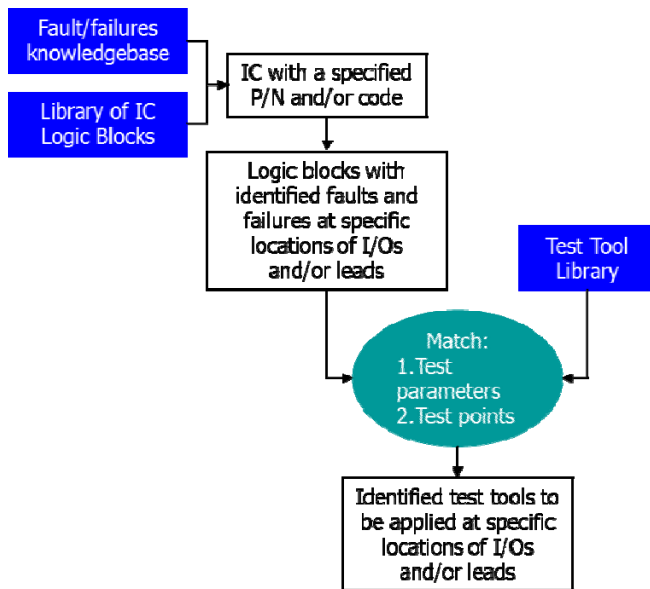 Fault/failures
knowledgebase
IC with a specified
P/N and/or code
Library of IC
Logic Blocks
Logic blocks with
identified faults and
failures at specific
locations of I/Os
and/or leads
Test Tool
Library
Match:
1.Test
parameters
2.Test points
Identified test tools to
be applied at specific
locations of I/Os
and/or leads